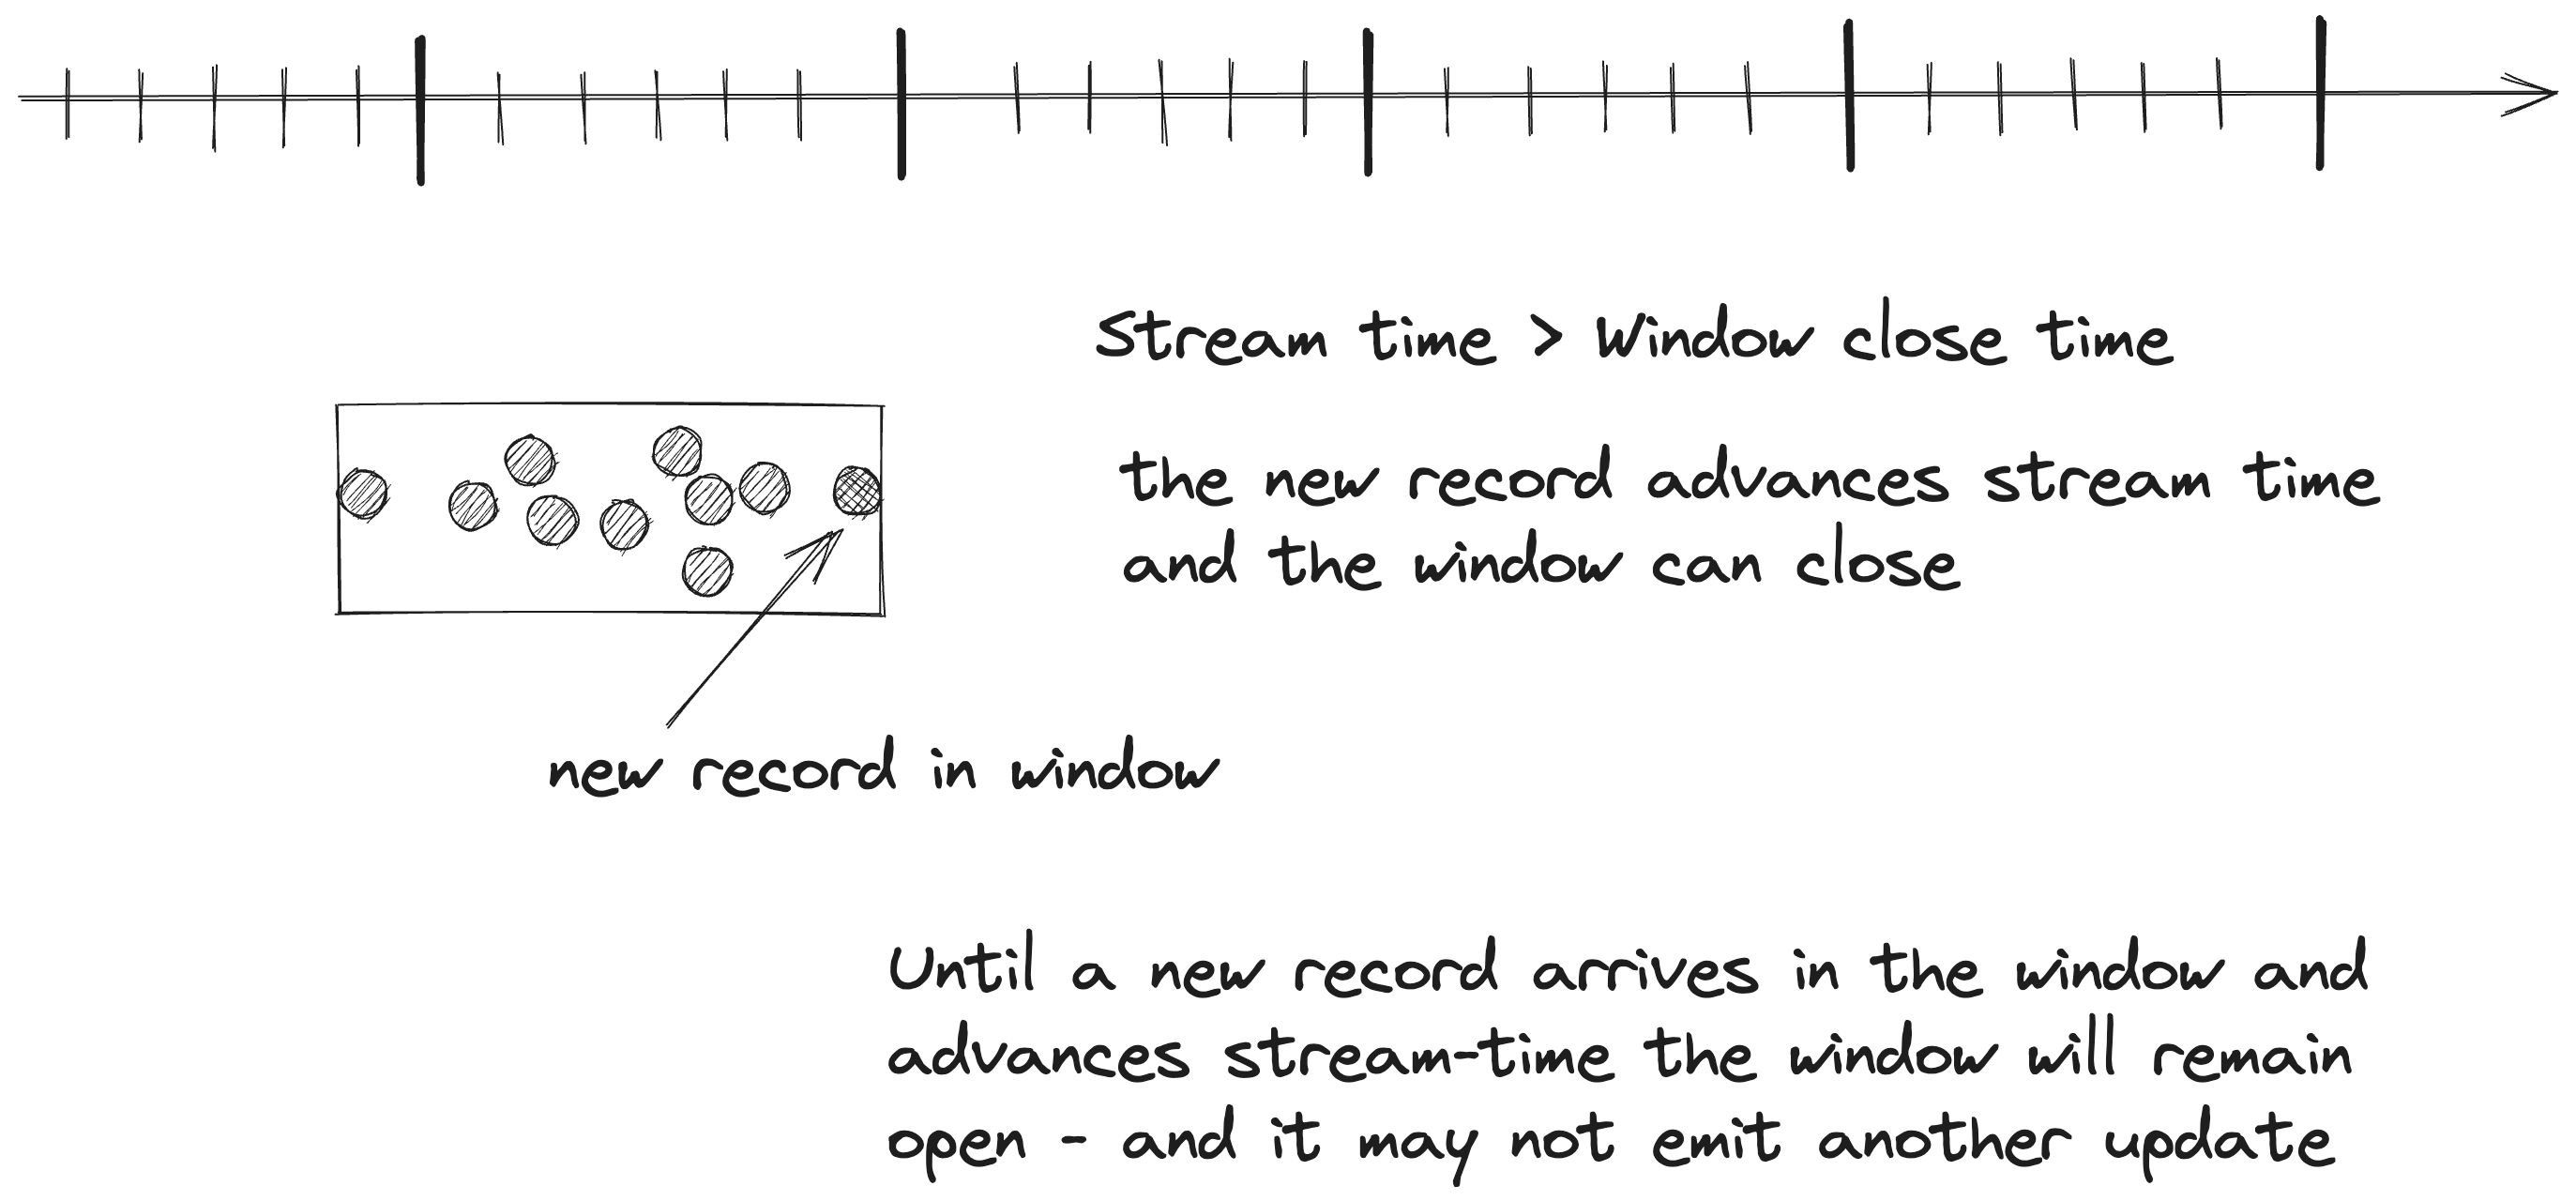 Stream time > Window close time
the new record advances stream time
and the window can close
new record in window
Until a new record arrives in the window and
advances stream-time the window will remain
open - and it may not emit another update